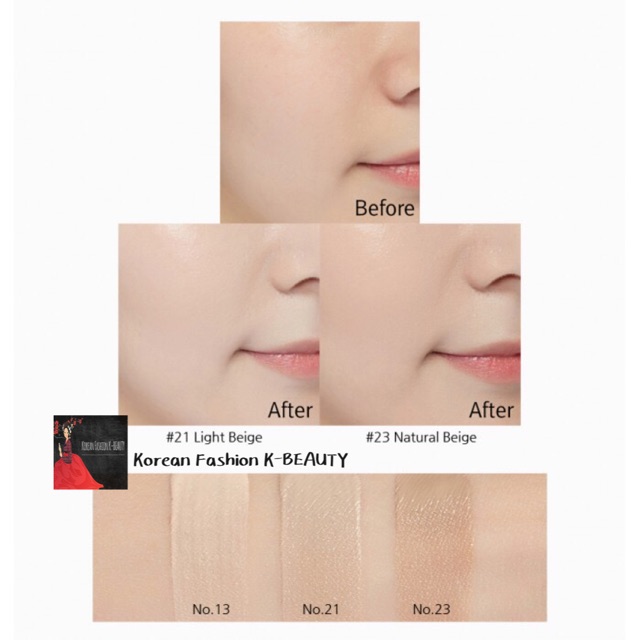 Before
After
After
#21 Light Beige
#23 Natural Beige
KOREAN FASHION K-BEAUTY
Korean Fashion K-BEAUTY
No.13
No.21
No.23